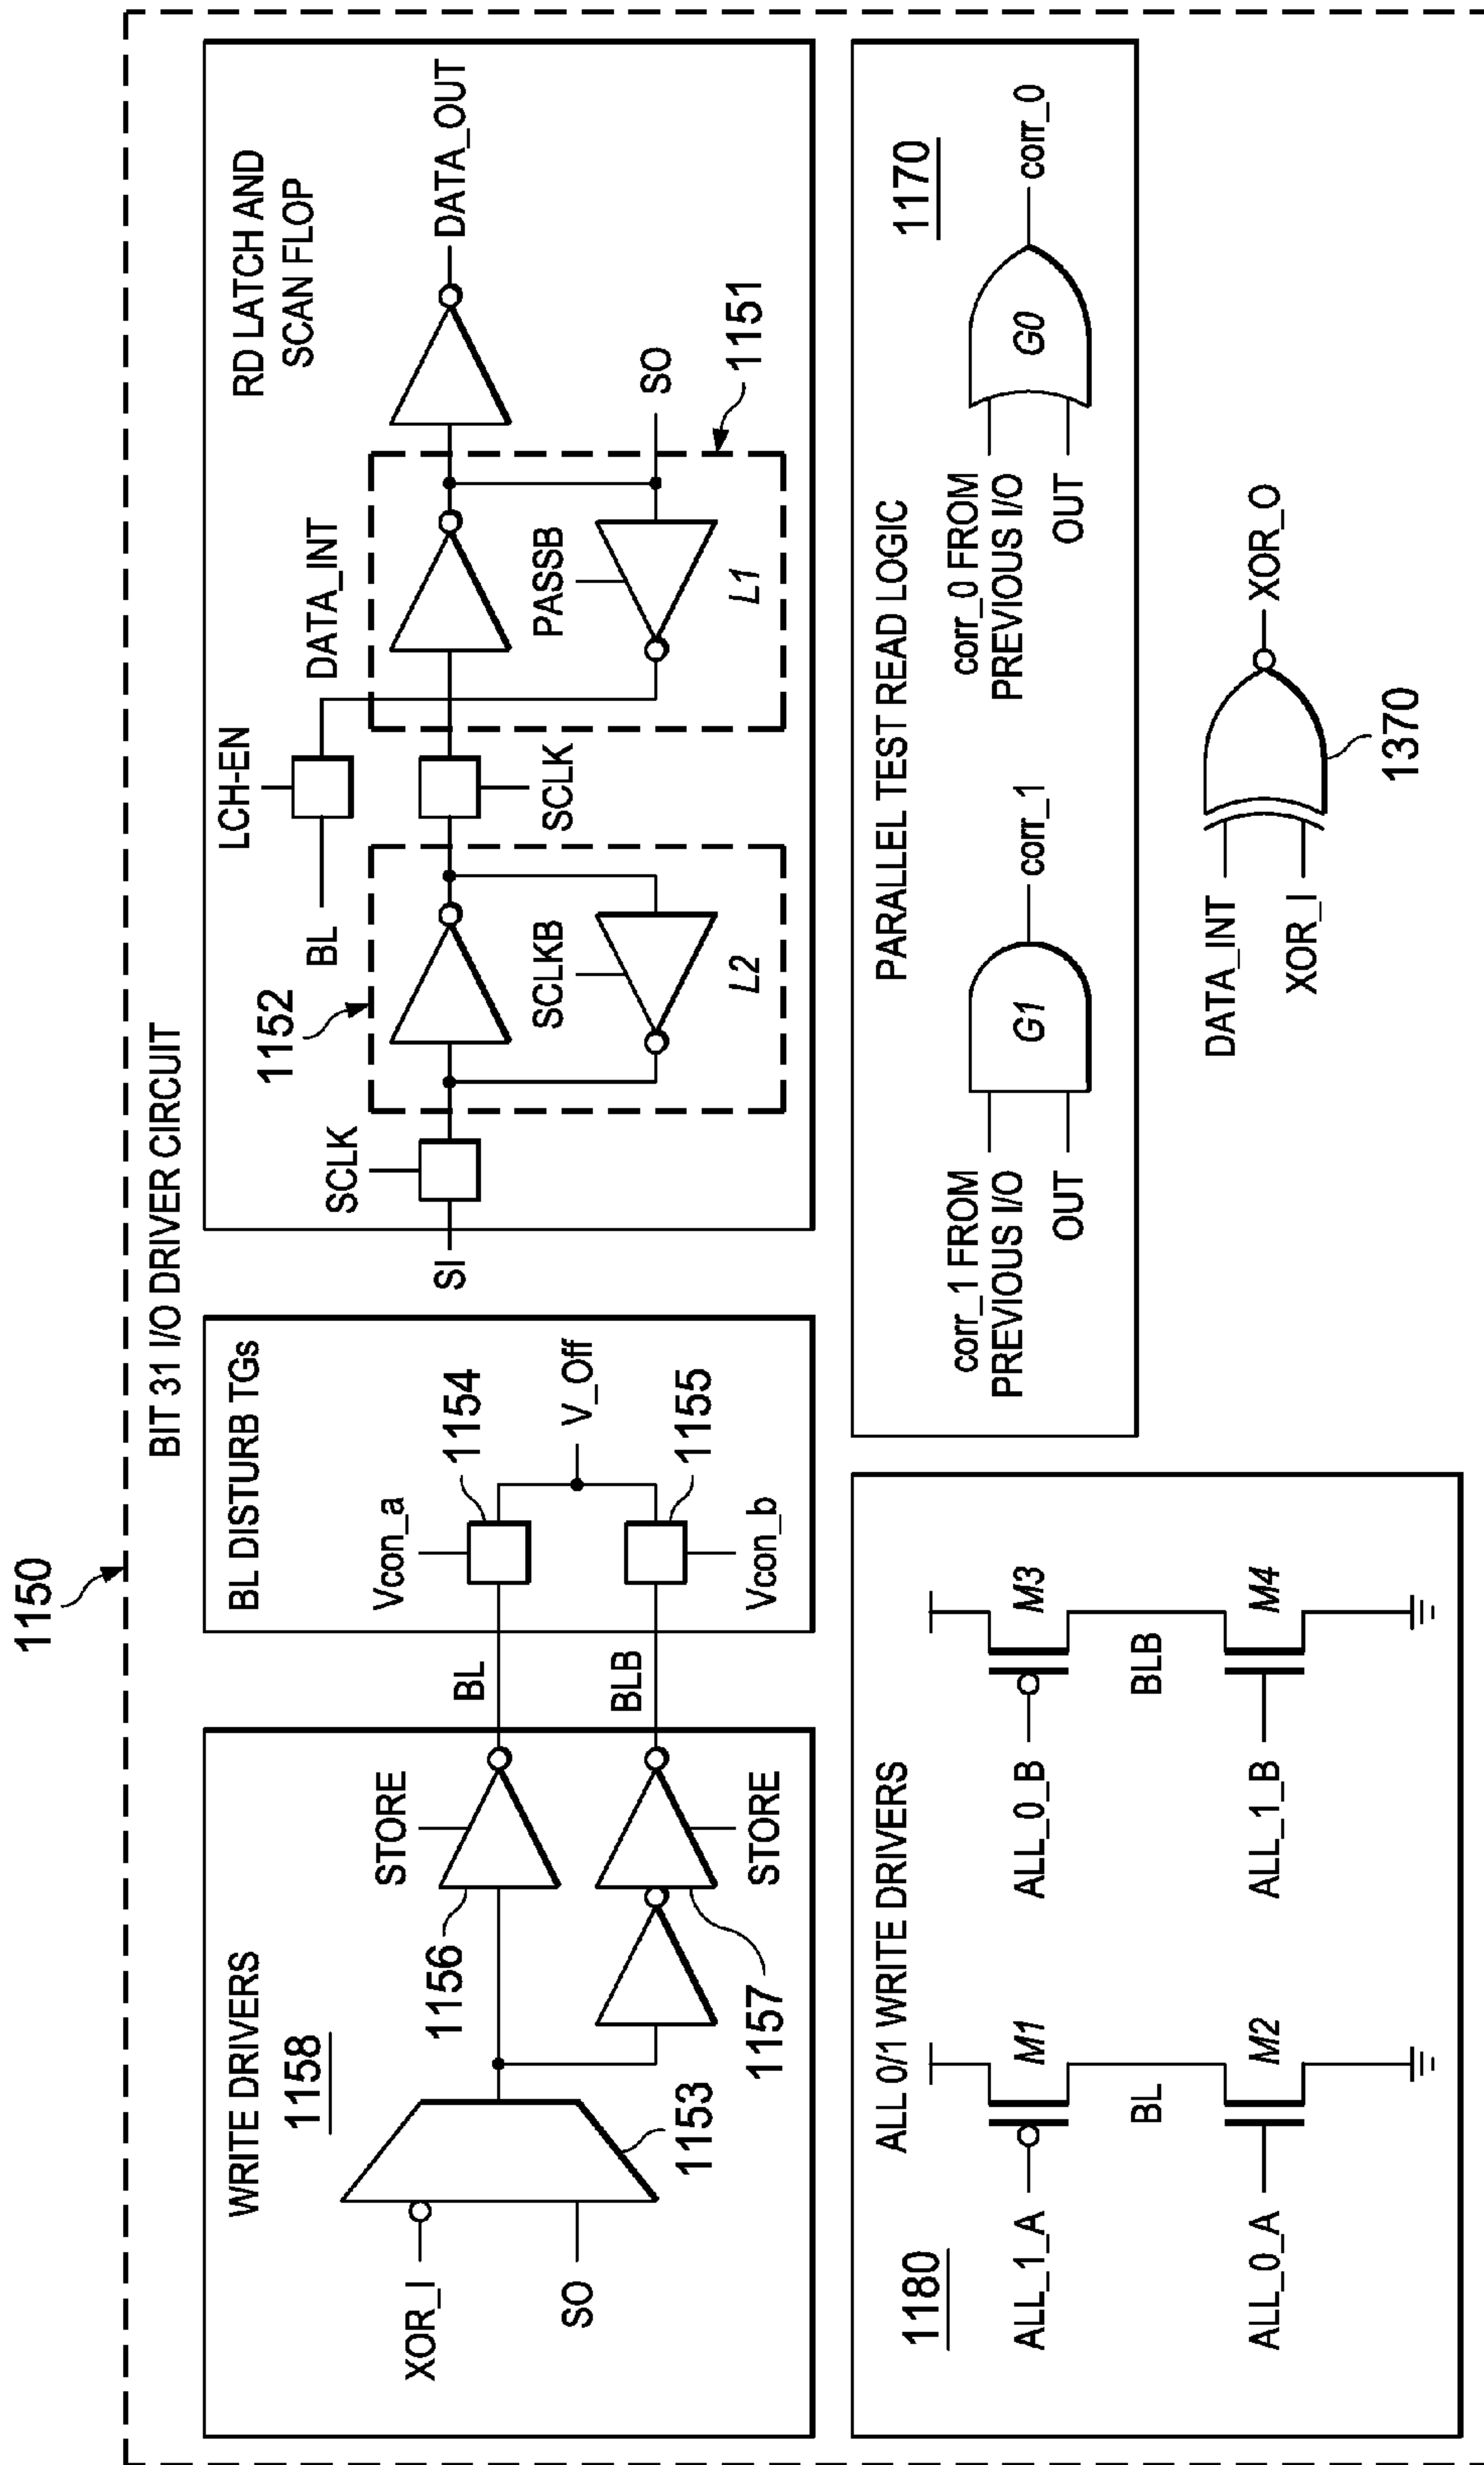 1150
BIT 31 I/O DRIVER CIRCUIT
WRITE DRIVERS
1158
XOR_I
SO
1153
1156
1157
STORE
STORE
BL
BLB
BL DISTURB TGs
Vcon_a
1154
V_Off
1155
Vcon_b
RD LATCH AND
SCAN FLOP
SI
SCLK
1152
SCLKB
L2
BL
LCH-EN
SCLK
DATA_INT
PASSB
L1
SO
1151
DATA_OUT
ALL 0/1 WRITE DRIVERS
1180
ALL_1_A
M1
BL
ALL_0_A
M2
ALL_0_B
M3
BLB
ALL_1_B
M4
PARALLEL TEST READ LOGIC
1170
corr_1 FROM
PREVIOUS I/O
OUT
G1
corr_1
corr_0 FROM
PREVIOUS I/O
OUT
G0
corr_0
DATA_INT
XOR_I
1370
XOR_O